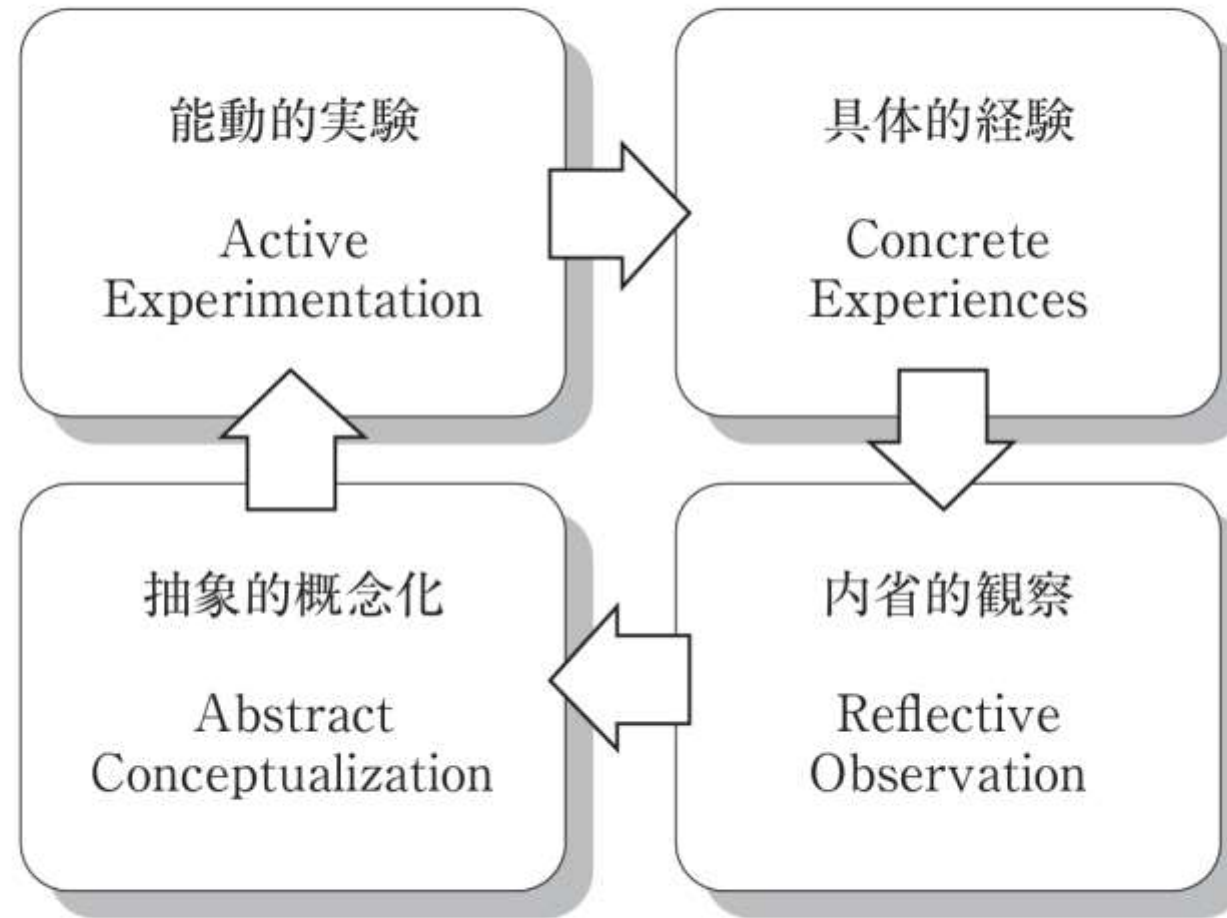 能動的実験
Active
Experimentation
具体的経験
Concrete
Experiences
抽象的概念化
Abstract
Conceptualization
内省的観察
Reflective
Observation